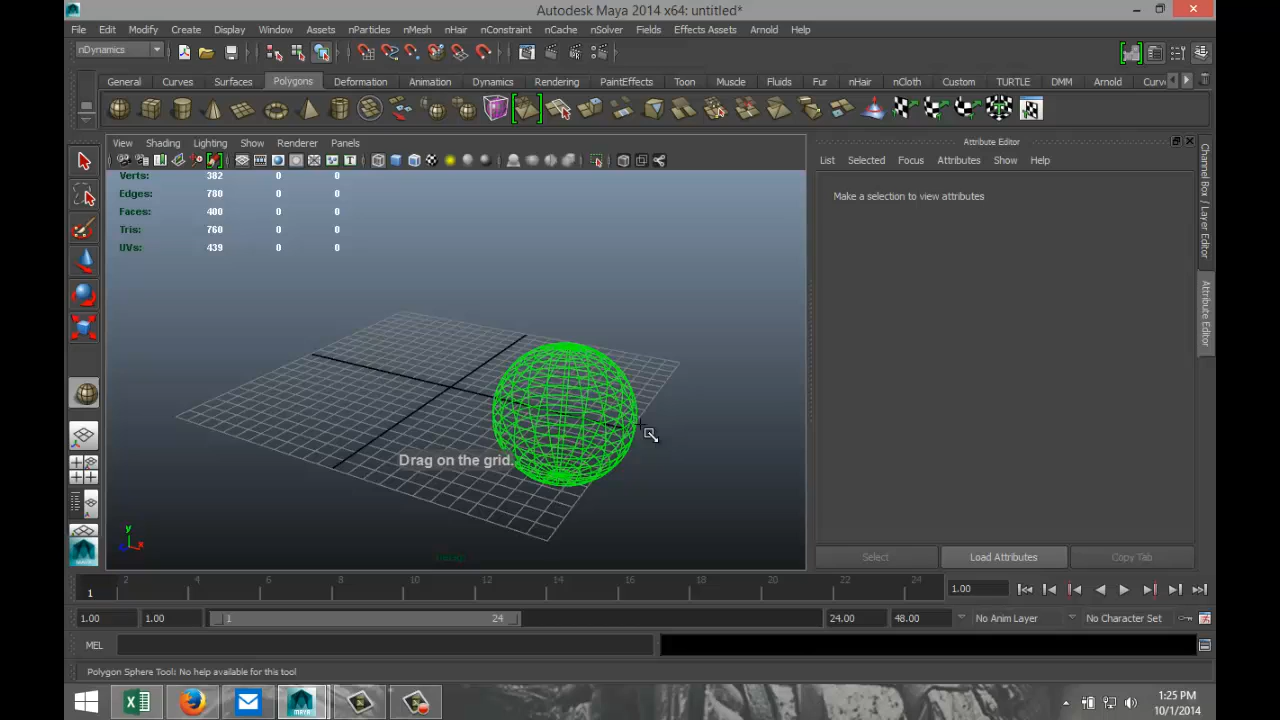 Autodesk Maya 2014 x64: untitled*
File Edit Modify Create Display Window Assets nParticles nMesh nHair nConstraint nCache nSolver Fields Effects Assets Arnold Help
nDynamics
General Curves Surfaces Polygons Deformation Animation Dynamics Rendering PaintEffects Toon Muscle Fluids Fur nHair nCloth Custom TURTLE DMM Arnold Curv
View Shading Lighting Show Renderer Panels
Attribute Editor
List Selected Focus Attributes Show Help
Make a selection to view attributes
Verts: 382 0 0
Edges: 780 0 0
Faces: 400 0 0
Tris: 760 0 0
UVs: 439 0 0
Drag on the grid.
y
x
Channel Box / Layer Editor
Attribute Editor
Select Load Attributes Copy Tab
2 4 6 8 10 12 14 16 18 20 22 24
1
1.00
1.00 1.00 1 24 24.00 48.00 No Anim Layer No Character Set
MEL
Polygon Sphere Tool: No help available for this tool
1:25 PM
10/1/2014